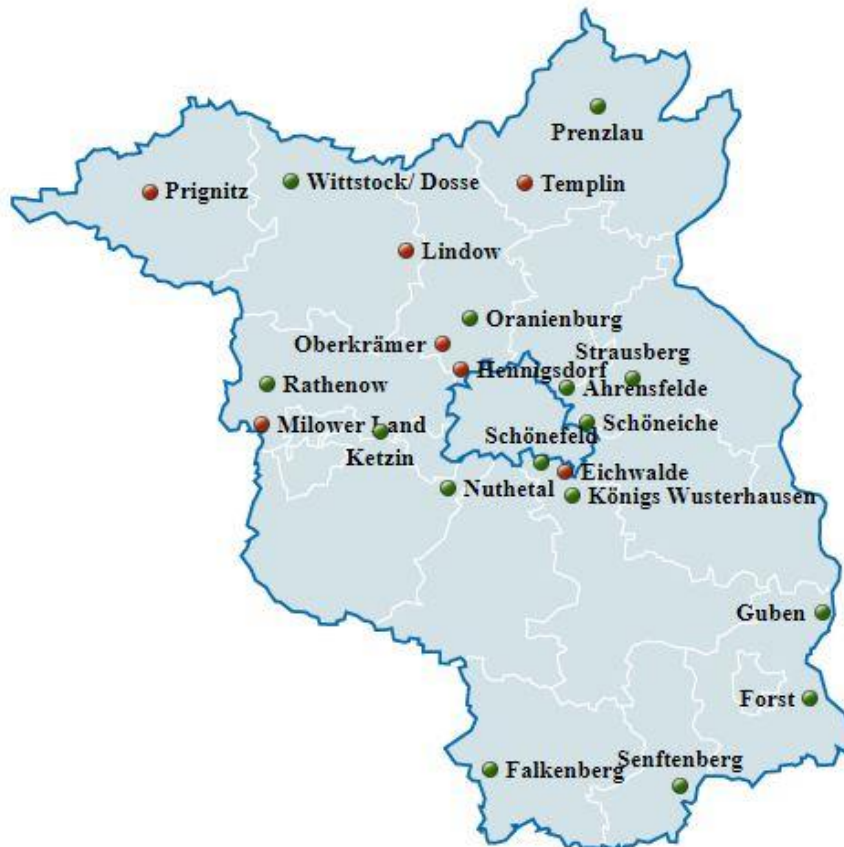 Prenzlau
Prignitz
Wittstock/ Dosse
Templin
Lindow
Oranienburg
Oberkrämer
Strausberg
Hennigsdorf
Rathenow
Ahrensfelde
Milower Land
Schöneiche
Schönefeld
Ketzin
Eichwalde
Nuthetal
Königs Wusterhausen
Guben
Forst
Senftenberg
Falkenberg